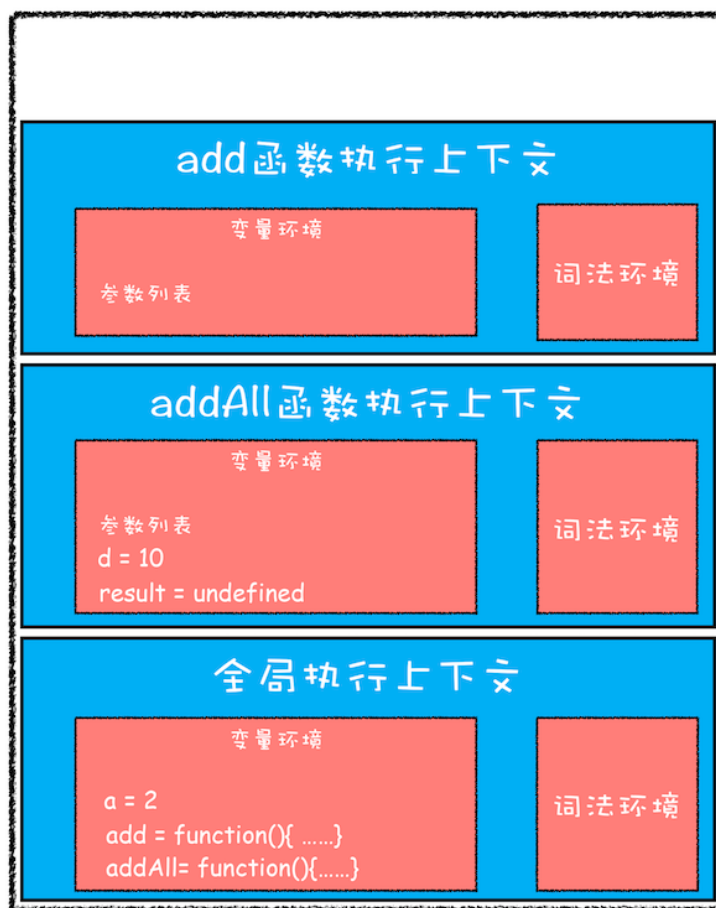 add函数执行上下文
变量环境
参数列表
词法环境
addAll函数执行上下文
变量环境
参数列表
d = 10
result = undefined
词法环境
全局执行上下文
变量环境
a = 2
add = function(){ ......}
addAll= function(){......}
词法环境